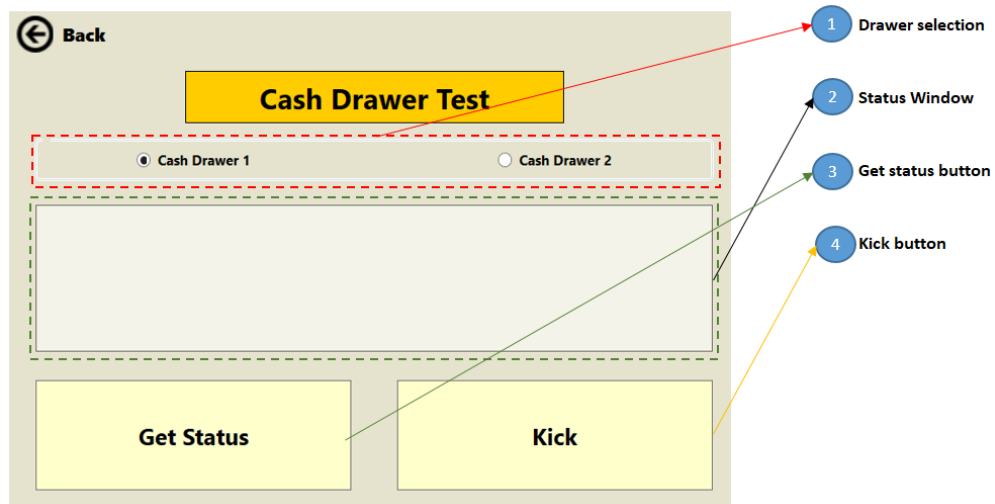 Back
Cash Drawer Test
Cash Drawer 1
Cash Drawer 2
Get Status
Kick
1 Drawer selection
2 Status Window
3 Get status button
4 Kick button